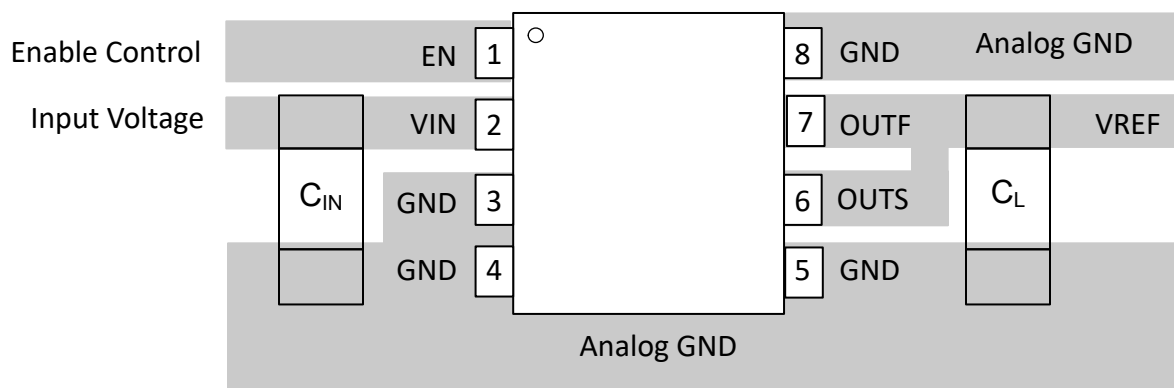 Enable Control EN 1 8 GND Analog GND
Input Voltage VIN 2 7 OUTF VREF
CIN GND 3 6 OUTS CL
GND 4 5 GND
Analog GND